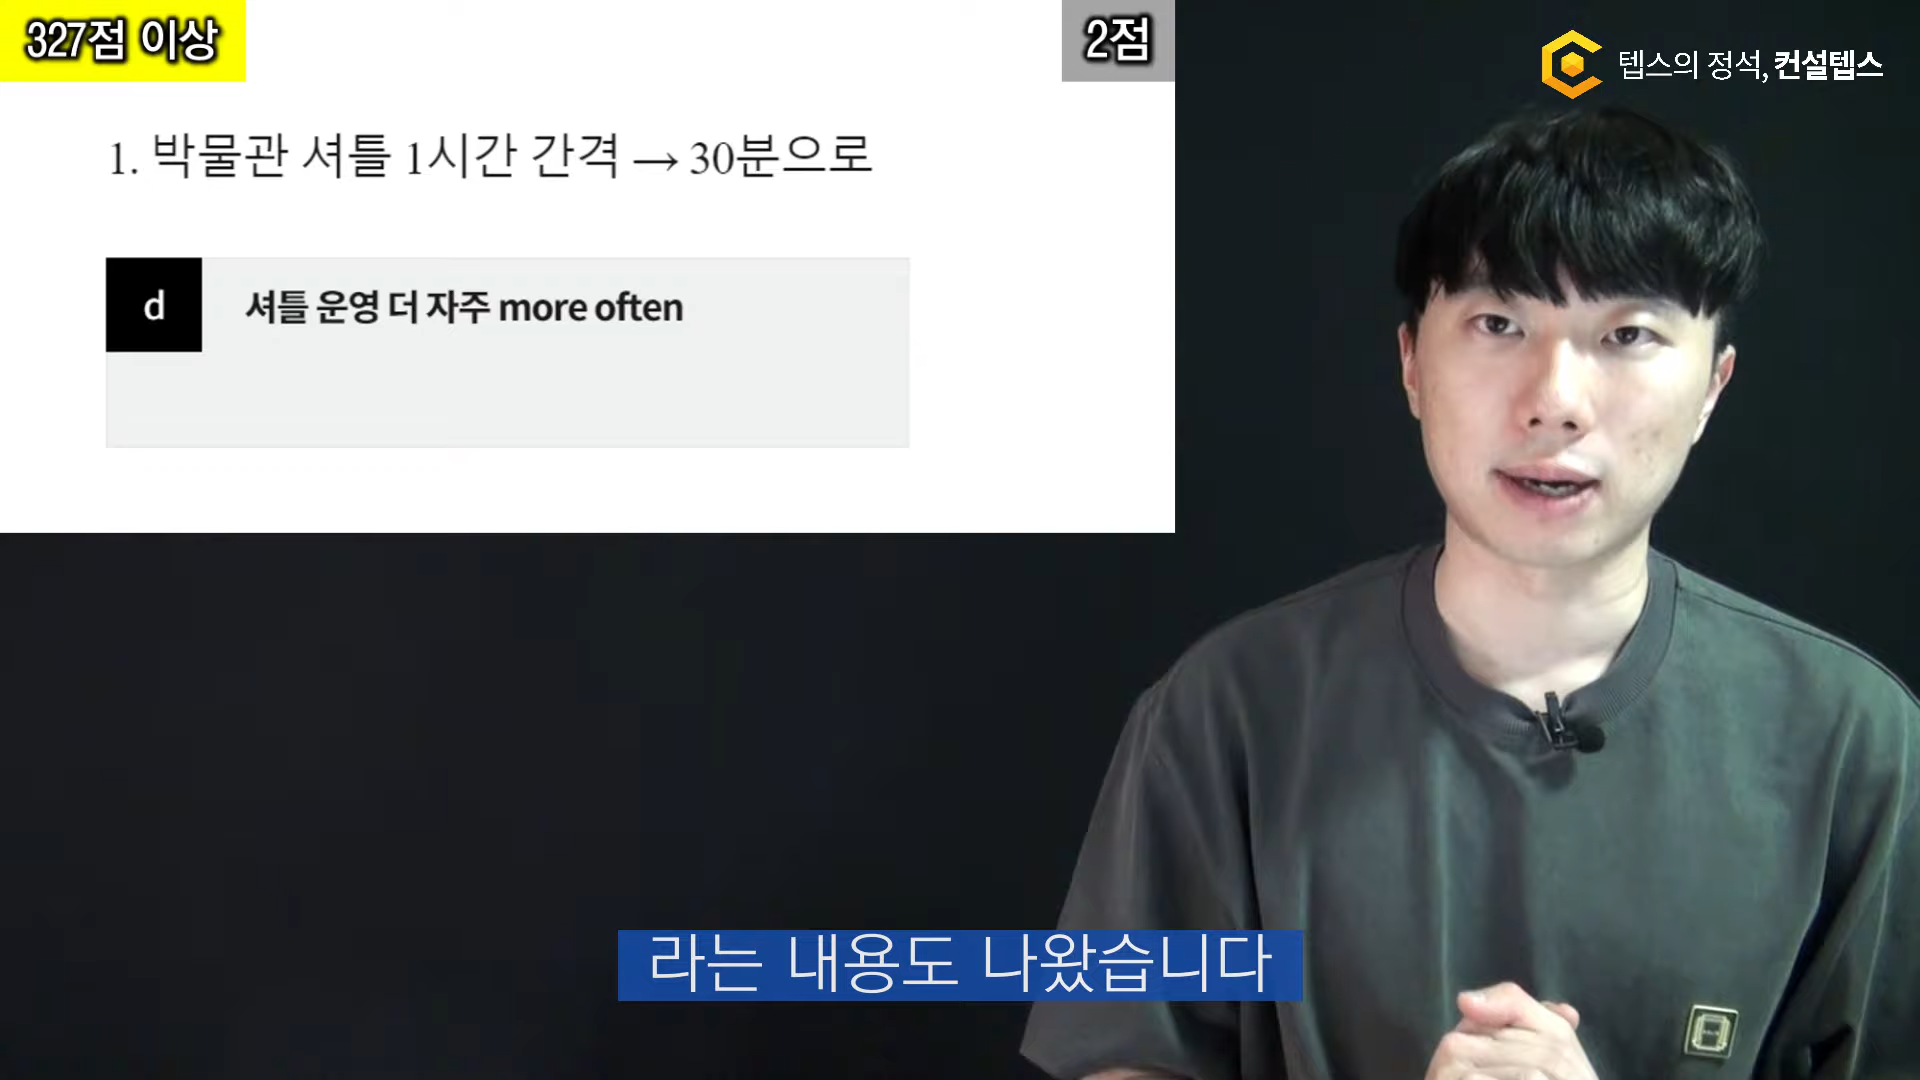 327점 이상
2점
텝스의 정석, 컨설텝스
1. 박물관 셔틀 1시간 간격 → 30분으로
d
셔틀 운영 더 자주 more often
라는 내용도 나왔습니다